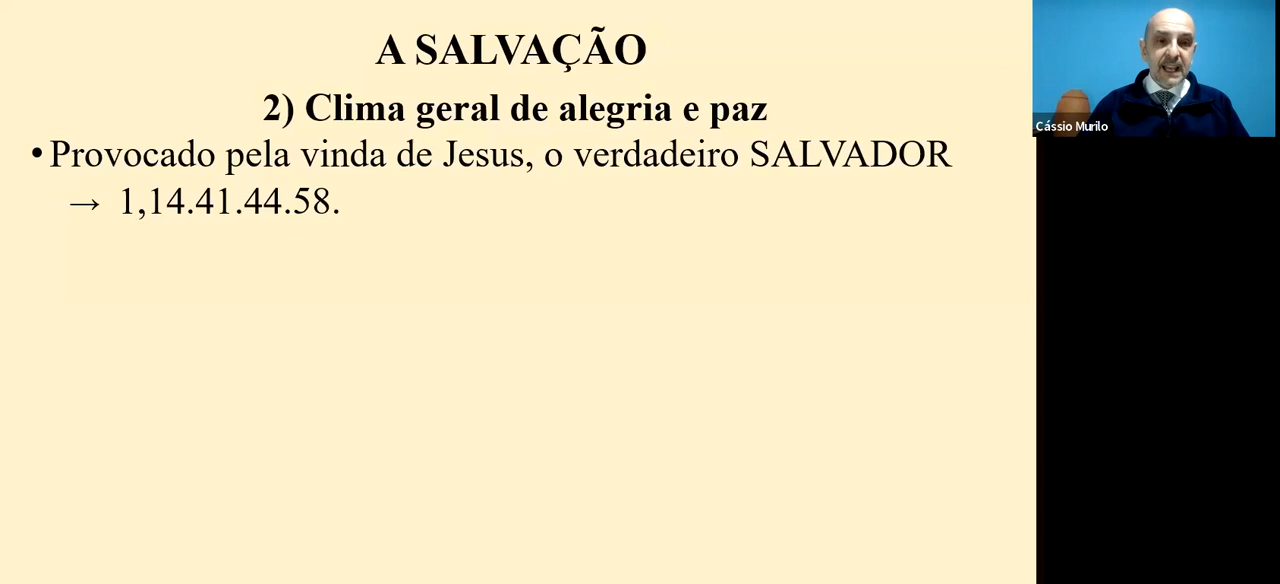 A SALVAÇÃO
2) Clima geral de alegria e paz
• Provocado pela vinda de Jesus, o verdadeiro SALVADOR
→ 1,14.41.44.58.
Cássio Murilo